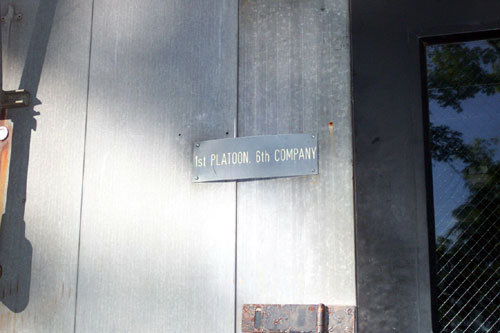 1st PLATOON, 6th COMPANY